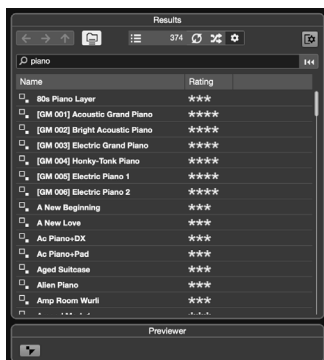 Results
374
piano
Name Rating
80s Piano Layer ***
[GM 001] Acoustic Grand Piano ****
[GM 002] Bright Acoustic Piano ****
[GM 003] Electric Grand Piano ****
[GM 004] Honky-Tonk Piano ****
[GM 005] Electric Piano 1 ****
[GM 006] Electric Piano 2 ****
A New Beginning ***
A New Love ***
Ac Piano+DX ***
Ac Piano+Pad ***
Aged Suitcase ***
Alien Piano ***
Amp Room Wurli ***
Previewer